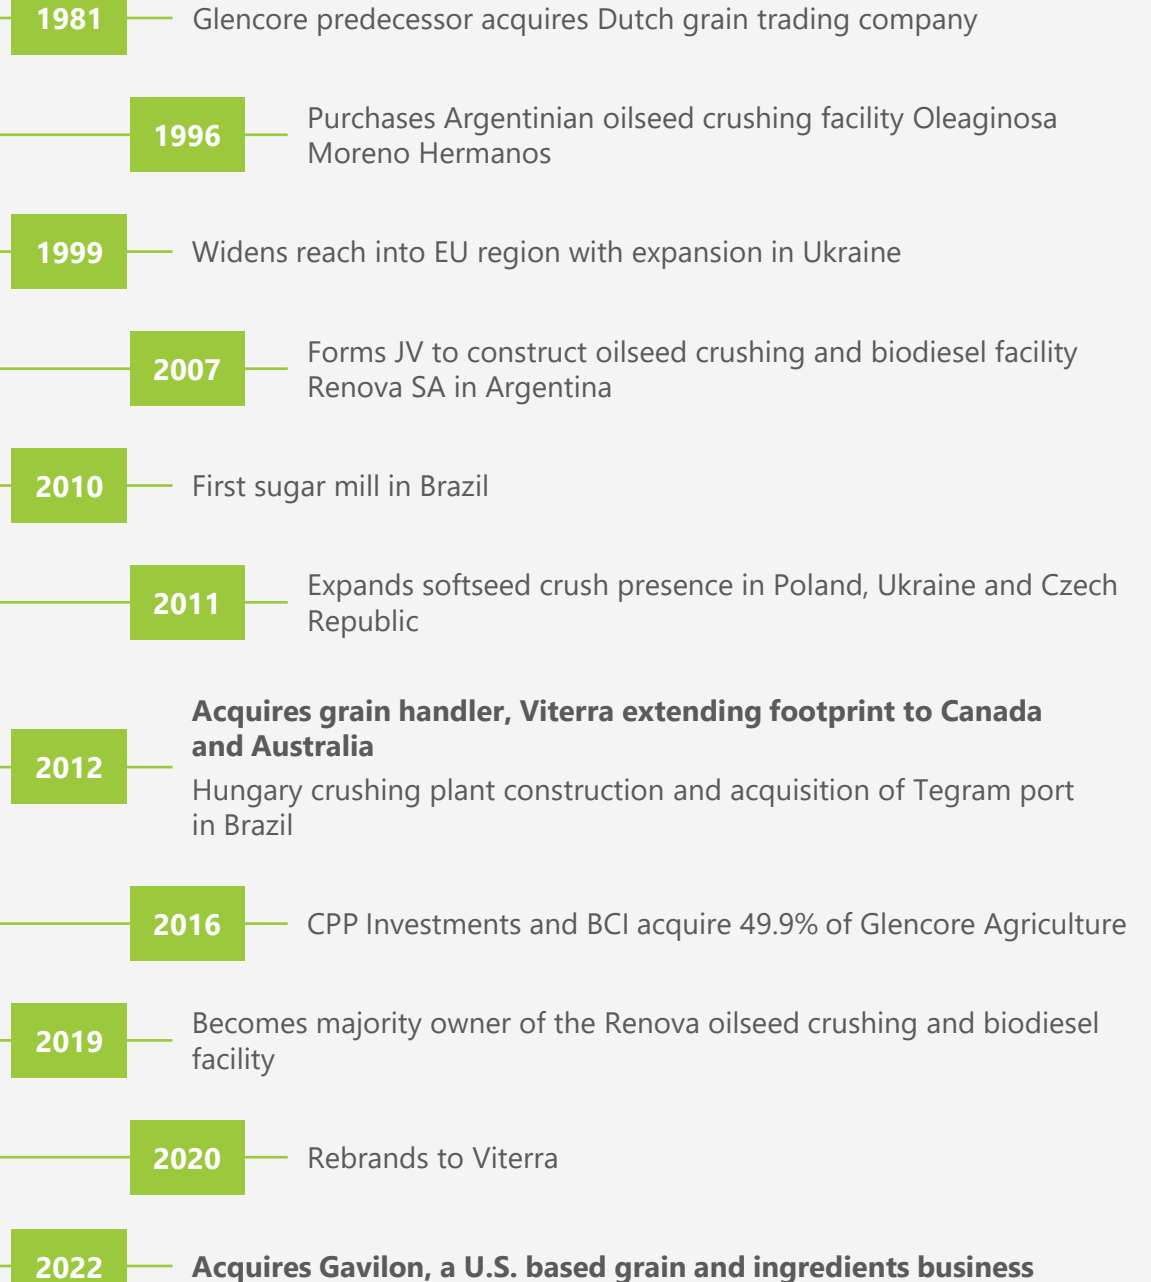 1981
Glencore predecessor acquires Dutch grain trading company
1996
Purchases Argentinian oilseed crushing facility Oleaginosa
Moreno Hermanos
1999
Widens reach into EU region with expansion in Ukraine
2007
Forms JV to construct oilseed crushing and biodiesel facility
Renova SA in Argentina
2010
First sugar mill in Brazil
2011
Expands softseed crush presence in Poland, Ukraine and Czech
Republic
2012
Acquires grain handler, Viterra extending footprint to Canada
and Australia
Hungary crushing plant construction and acquisition of Tegram port
in Brazil
2016
CPP Investments and BCI acquire 49.9% of Glencore Agriculture
2019
Becomes majority owner of the Renova oilseed crushing and biodiesel
facility
2020
Rebrands to Viterra
2022
Acquires Gavilon, a U.S. based grain and ingredients business